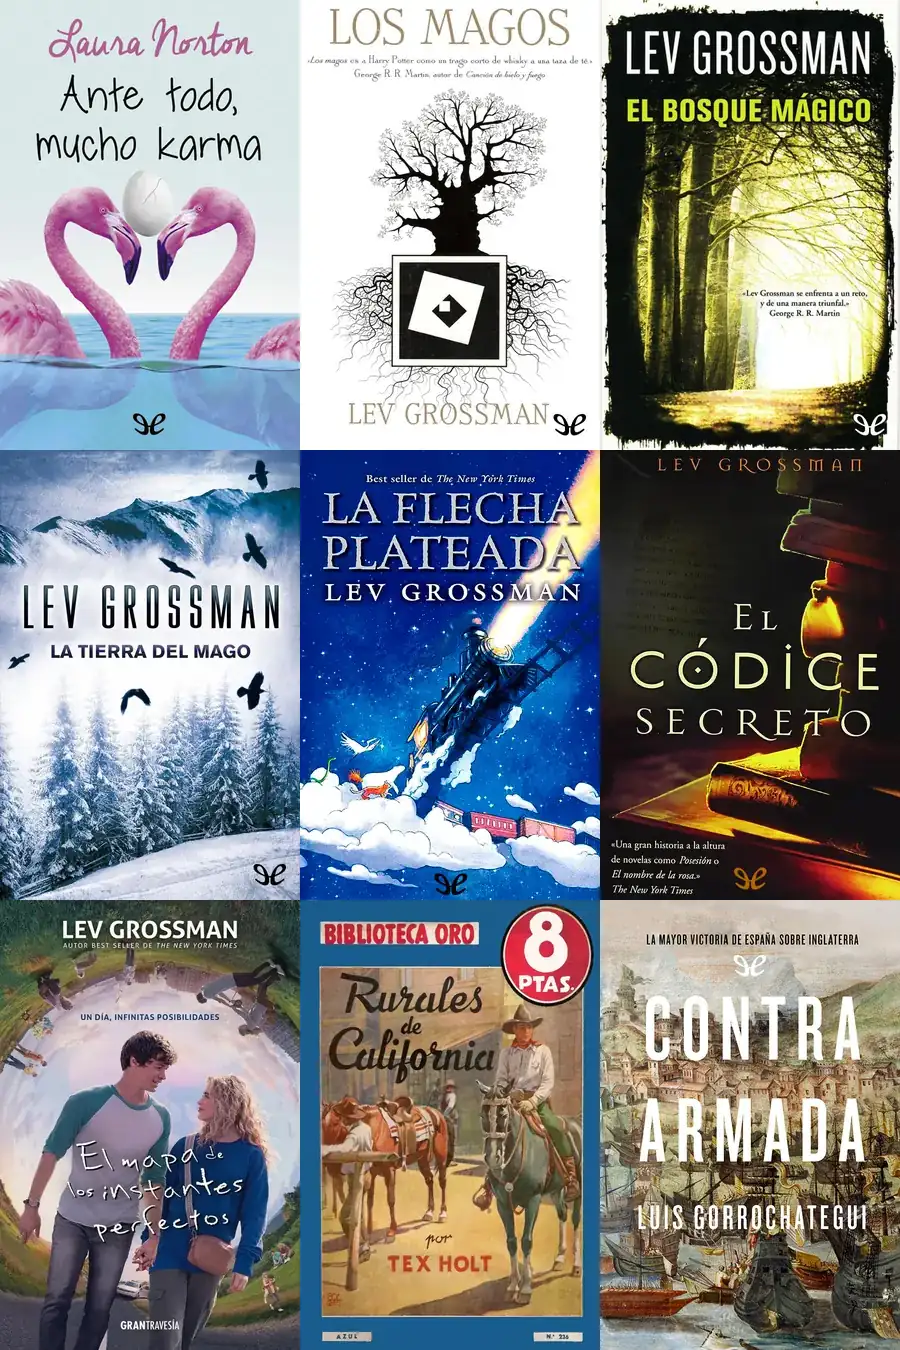 Laura Norton
Ante todo,
mucho karma
LOS MAGOS
«Los magos es a Harry Potter como un trago corto de whisky a una taza de té.»
George R. R. Martin, autor de Canción de hielo y fuego
LEV GROSSMAN
LEV GROSSMAN
EL BOSQUE MÁGICO
«Lev Grossman se enfrenta a un reto,
y de una manera triunfal.»
George R. R. Martin
LEV GROSSMAN
LA TIERRA DEL MAGO
Best seller de The New York Times
LA FLECHA
PLATEADA
LEV GROSSMAN
LEV GROSSMAN
EL
CÓDICE
SECRETO
«Una gran historia a la altura
de novelas como Posesión o
El nombre de la rosa.»
The New York Times
LEV GROSSMAN
AUTOR BEST SELLER DE THE NEW YORK TIMES
UN DÍA, INFINITAS POSIBILIDADES
El mapa de
los instantes
perfectos
GRANTRAVESÍA
BIBLIOTECA ORO
8
PTAS.
Rurales
de
California
por
TEX HOLT
AZUL
N.º 236
LA MAYOR VICTORIA DE ESPAÑA SOBRE INGLATERRA
CONTRA
ARMADA
LUIS GORROCHATEGUI